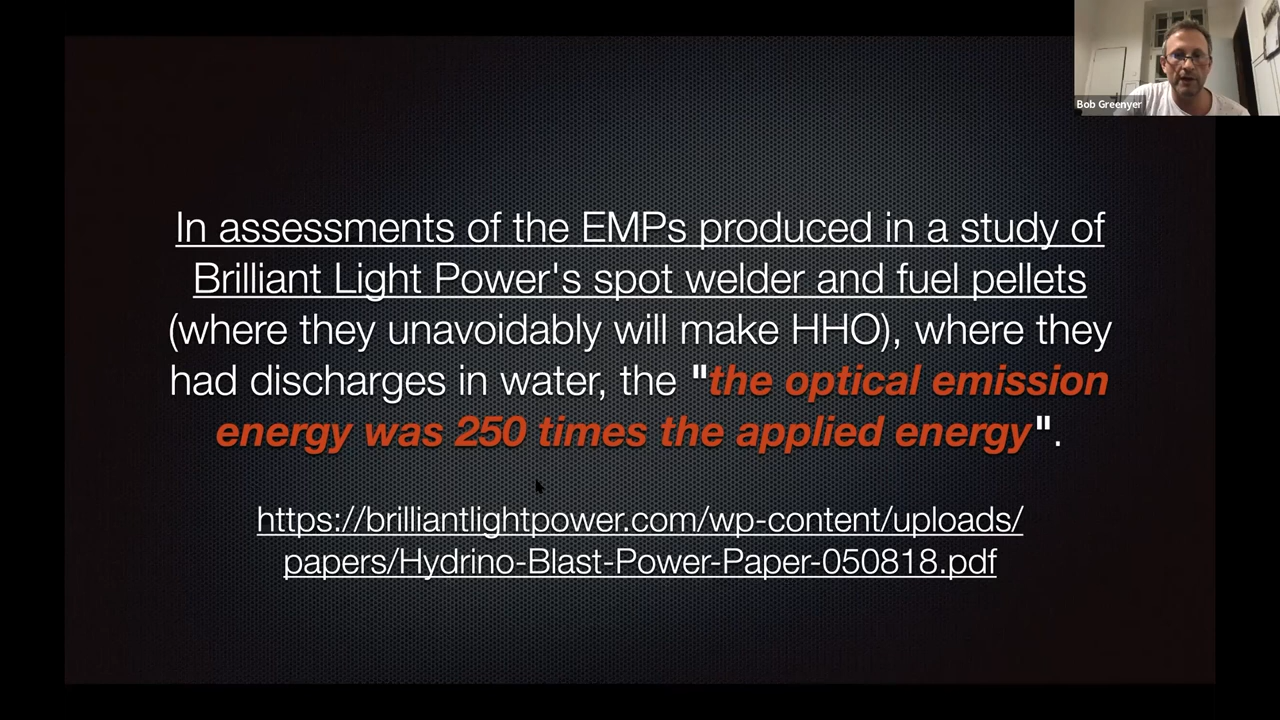 Bob Greenyer
In assessments of the EMPs produced in a study of
Brilliant Light Power's spot welder and fuel pellets
(where they unavoidably will make HHO), where they
had discharges in water, the "the optical emission
energy was 250 times the applied energy".
https://brilliantlightpower.com/wp-content/uploads/
papers/Hydrino-Blast-Power-Paper-050818.pdf